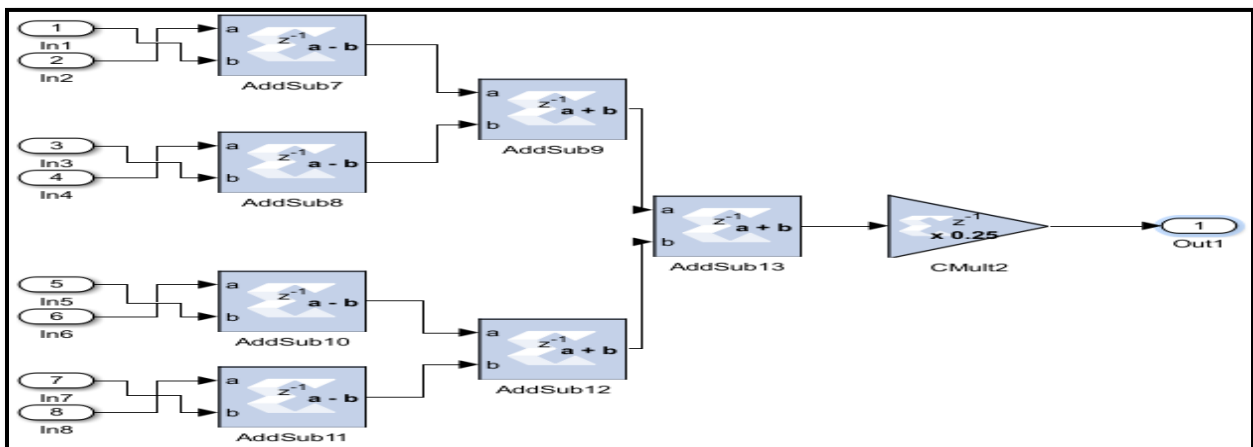 1
In1
2
In2
a
b
z-1
a - b
AddSub7
3
In3
4
In4
a
b
z-1
a - b
AddSub8
a
b
z-1
a + b
AddSub9
5
In5
6
In6
a
b
z-1
a - b
AddSub10
7
In7
8
In8
a
b
z-1
a - b
AddSub11
a
b
z-1
a + b
AddSub12
a
b
z-1
a + b
AddSub13
z-1
x 0.25
CMult2
1
Out1